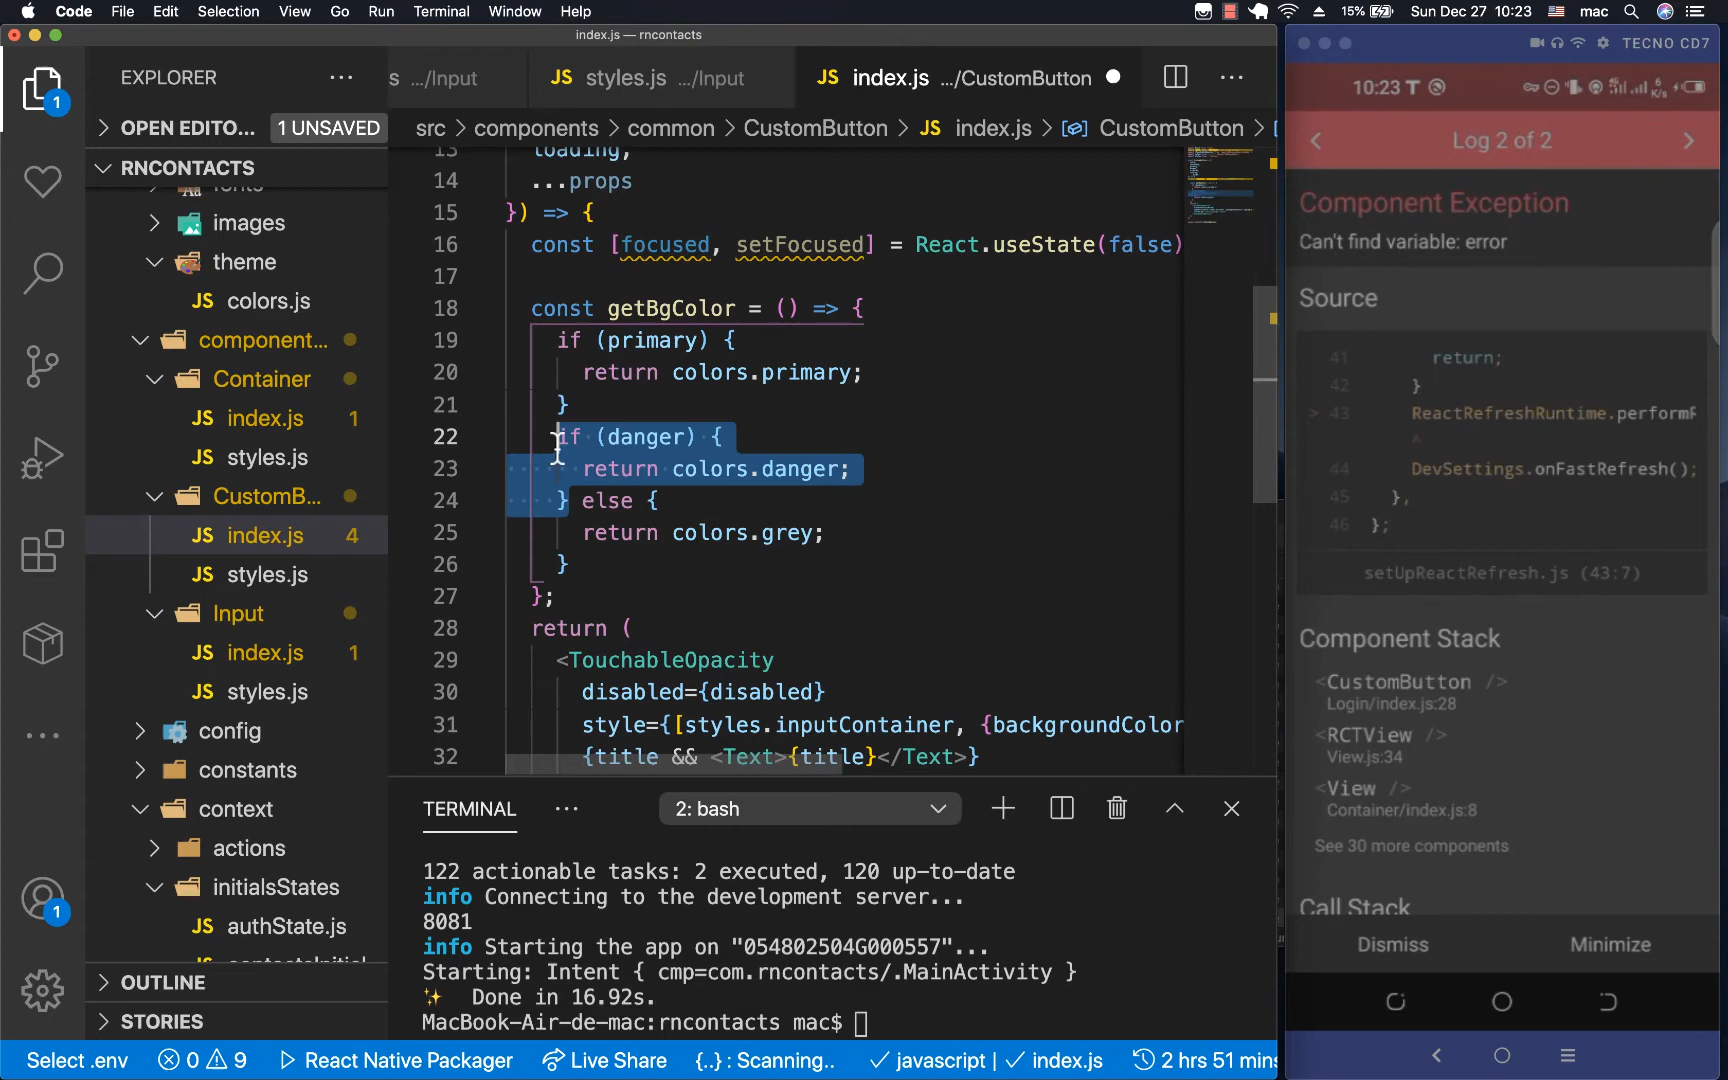 Code File Edit Selection View Go Run Terminal Window Help
15% Sun Dec 27 10:23 mac
index.js — rncontacts
EXPLORER ...
OPEN EDITO... 1 UNSAVED
RNCONTACTS
images
theme
JS colors.js
component...
Container
JS index.js 1
JS styles.js
CustomB...
JS index.js 4
JS styles.js
Input
JS index.js 1
JS styles.js
config
constants
context
actions
initialsStates
JS authState.js
OUTLINE
STORIES
1
1
s .../Input
JS styles.js .../Input
JS index.js .../CustomButton
src > components > common > CustomButton > JS index.js > CustomButton >
13 loading,
14 ...props
15 }) => {
16 const [focused, setFocused] = React.useState(false)
17
18 const getBgColor = () => {
19 if (primary) {
20 return colors.primary;
21 }
22 if (danger) {
23 return colors.danger;
24 } else {
25 return colors.grey;
26 }
27 };
28 return (
29 <TouchableOpacity
30 disabled={disabled}
31 style={[styles.inputContainer, {backgroundColor
32 {title && <Text>{title}</Text>}
TERMINAL ... 2: bash
122 actionable tasks: 2 executed, 120 up-to-date
info Connecting to the development server...
8081
info Starting the app on "054802504G000557"...
Starting: Intent { cmp=com.rncontacts/.MainActivity }
✨ Done in 16.92s.
MacBook-Air-de-mac:rncontacts mac$
Select .env 0 9 React Native Packager Live Share {..} : Scanning.. ✓ javascript | ✓ index.js 2 hrs 51 mins
TECNO CD7
10:23
Log 2 of 2
Component Exception
Can't find variable: error
Source
41 return;
42 }
> 43 ReactRefreshRuntime.performR
^
44 DevSettings.onFastRefresh();
45 },
46 };
setUpReactRefresh.js (43:7)
Component Stack
<CustomButton />
Login/index.js:28
<RCTView />
View.js:34
<View />
Container/index.js:8
See 30 more components
Call Stack
Dismiss Minimize